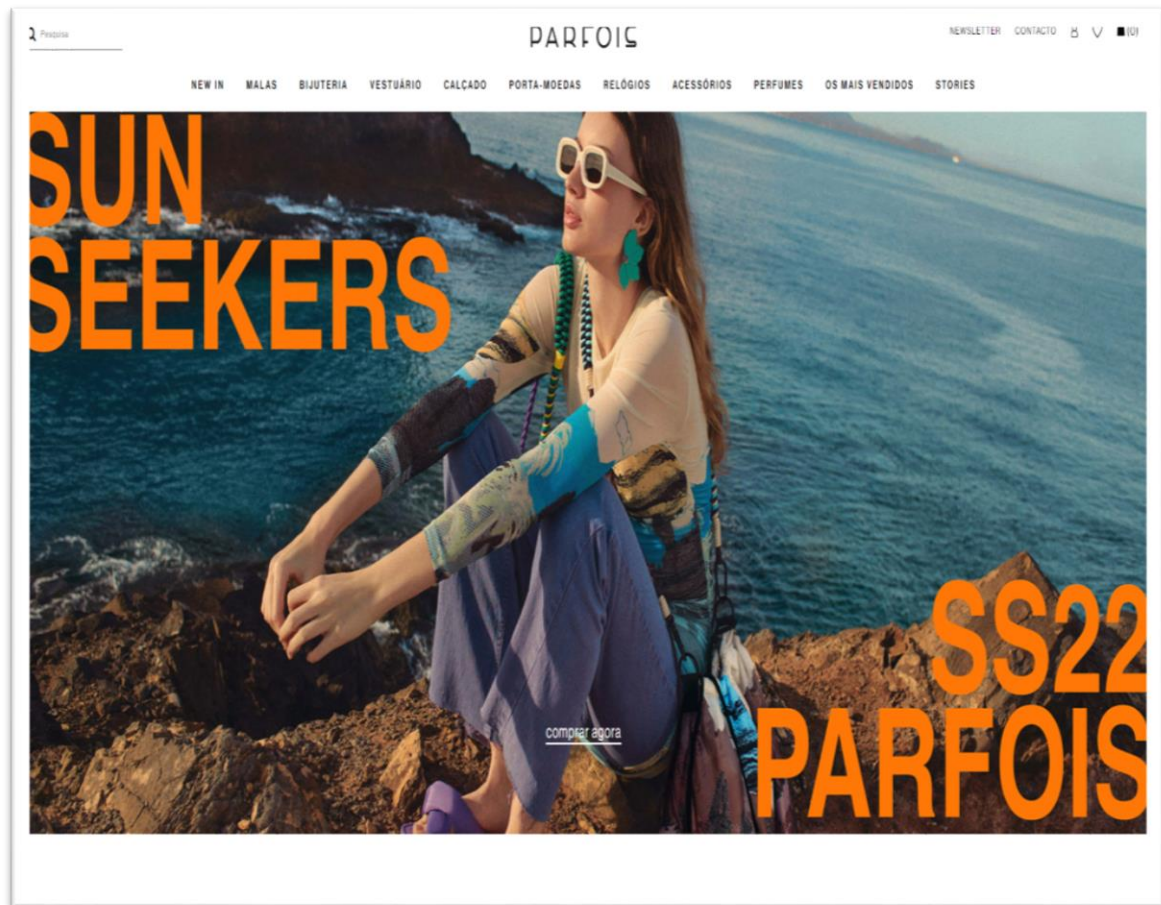 Pesquisa
PARFOIS
NEWSLETTER CONTACTO (0)
NEW IN MALAS BIJUTERIA VESTUÁRIO CALÇADO PORTA-MOEDAS RELÓGIOS ACESSÓRIOS PERFUMES OS MAIS VENDIDOS STORIES
SUN
SEEKERS
SS22
PARFOIS
comprar agora